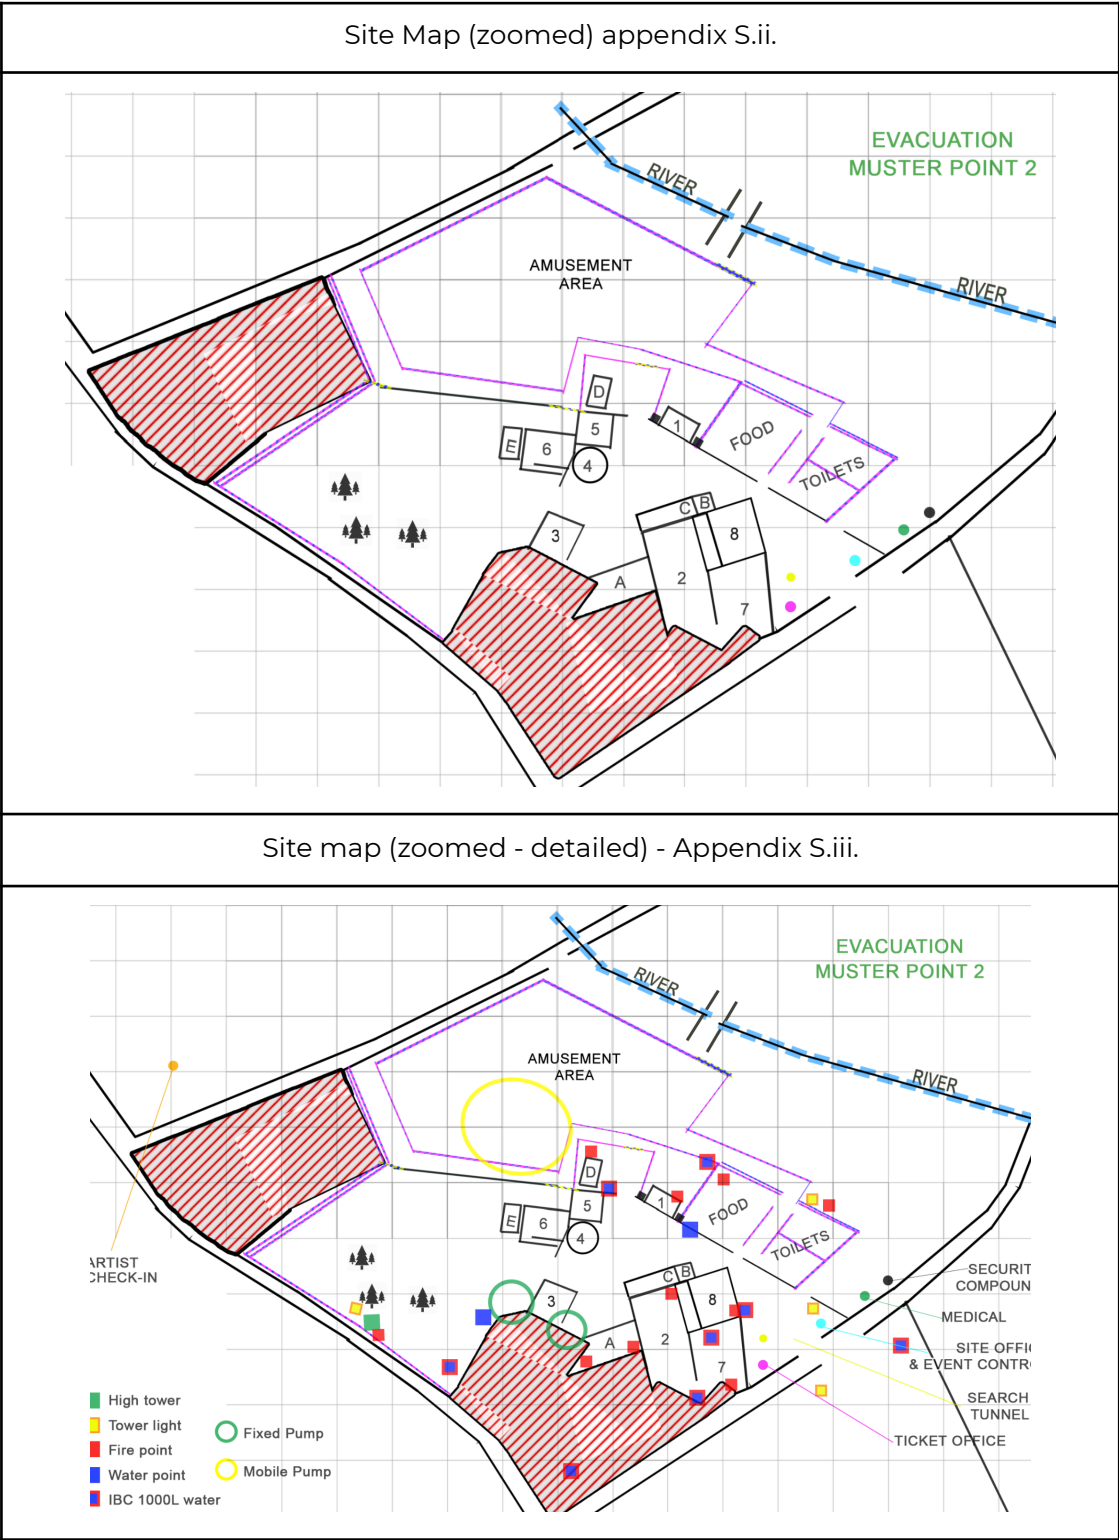 Site Map (zoomed) appendix S.ii.
EVACUATION
MUSTER POINT 2
RIVER
AMUSEMENT
AREA
RIVER
D
1
FOOD
5
E
6
4
TOILETS
C
B
8
3
A
2
7
Site map (zoomed - detailed) - Appendix S.iii.
EVACUATION
MUSTER POINT 2
RIVER
AMUSEMENT
AREA
RIVER
D
1
5
FOOD
E
6
4
TOILETS
ARTIST
CHECK-IN
C
B
SECURIT
COMPOUN
3
8
MEDICAL
A
2
SITE OFFI
& EVENT CONTR
7
SEARCH
TUNNEL
TICKET OFFICE
High tower
Tower light
Fire point
Water point
IBC 1000L water
Fixed Pump
Mobile Pump